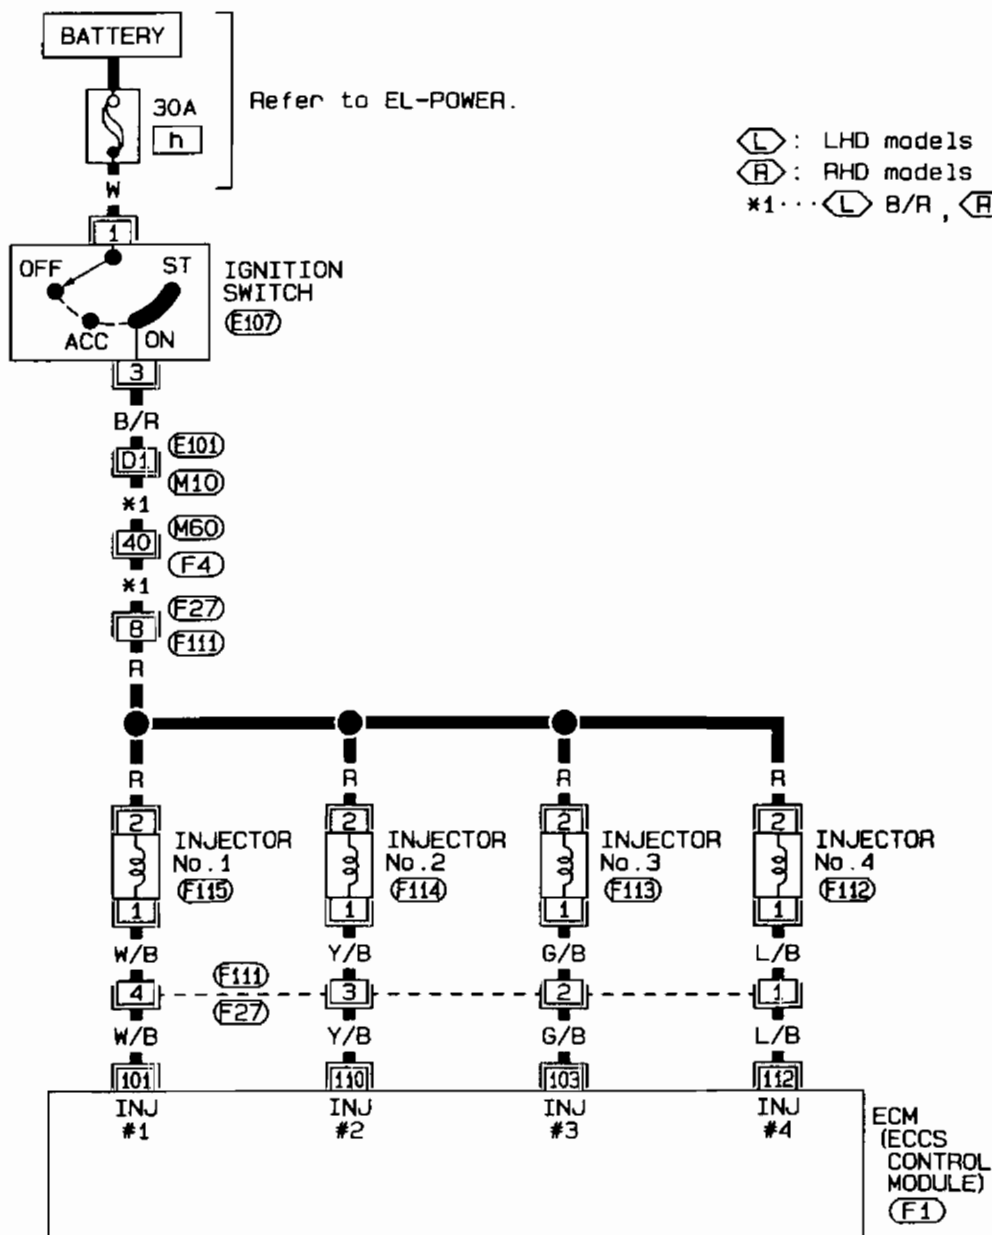 BATTERY
Refer to EL-POWER.
30A
h
W
L : LHD models
R : RHD models
*1 ··· L B/R , R
1
OFF
ST
ACC
ON
IGNITION
SWITCH
E107
3
B/R
D1
E101
M10
*1
40
M60
F4
*1
B
F27
F111
R
R R R R
2 2 2 2
INJECTOR
No.1
F115
INJECTOR
No.2
F114
INJECTOR
No.3
F113
INJECTOR
No.4
F112
1 1 1 1
W/B Y/B G/B L/B
F111
4 3 2 1
F27
W/B Y/B G/B L/B
101 110 103 112
INJ
#1
INJ
#2
INJ
#3
INJ
#4
ECM
(ECCS
CONTROL
MODULE)
F1